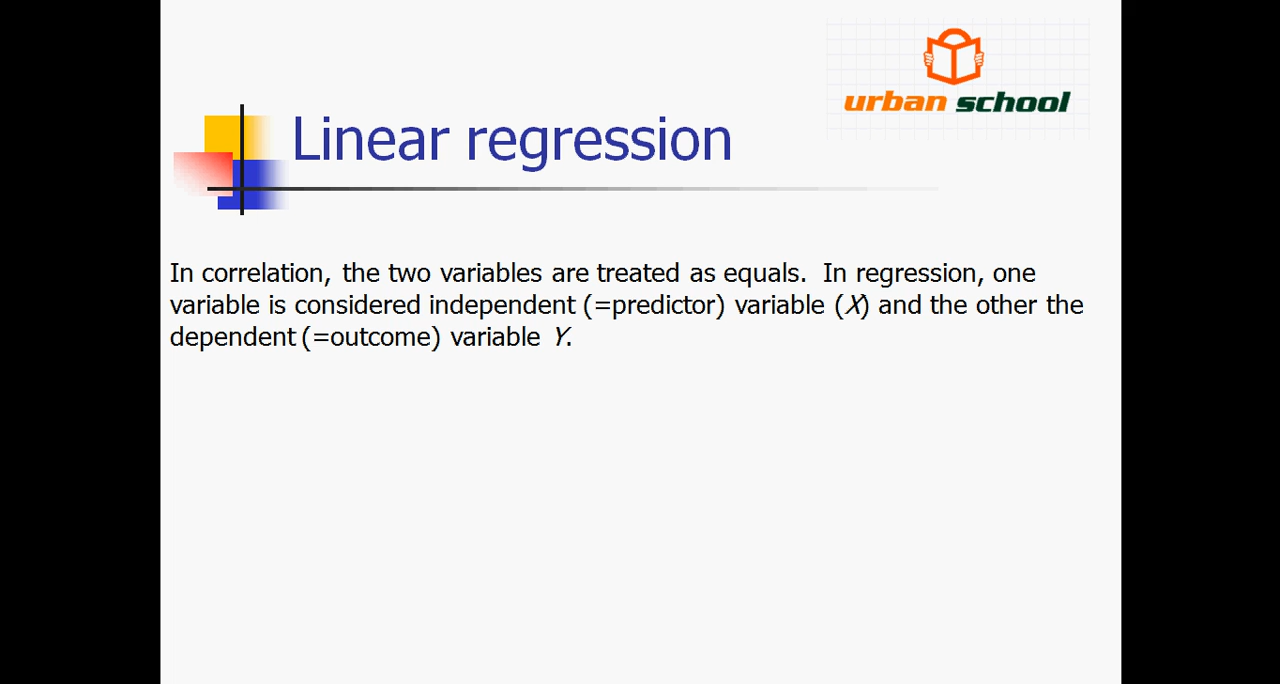 urban school
Linear regression
In correlation, the two variables are treated as equals.  In regression, one
variable is considered independent (=predictor) variable (X) and the other the
dependent (=outcome) variable Y.